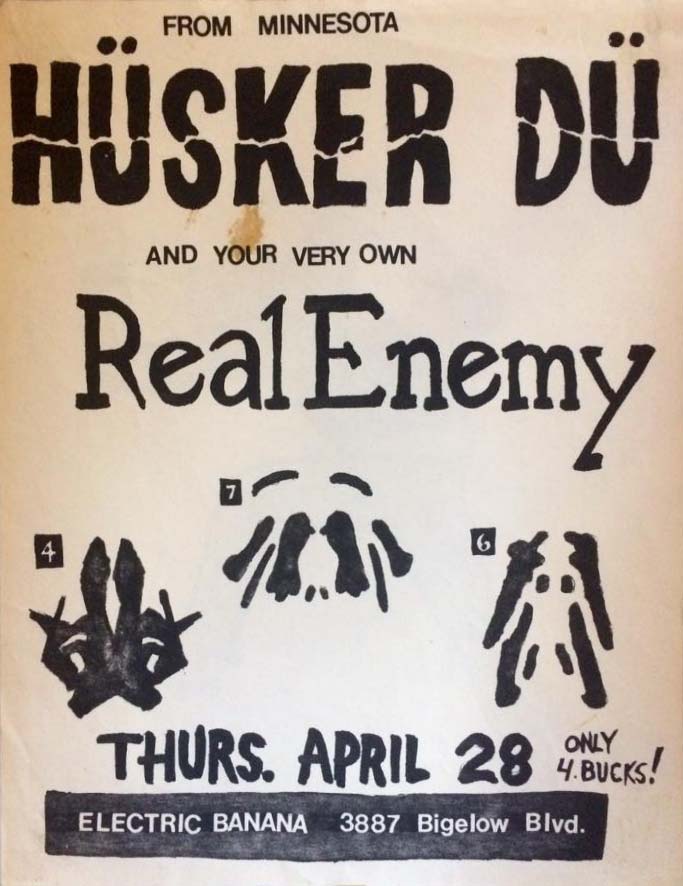 FROM MINNESOTA
HÜSKER DÜ
AND YOUR VERY OWN
Real Enemy
7
4
6
THURS. APRIL 28
ONLY
4. BUCKS!
ELECTRIC BANANA 3887 Bigelow Blvd.